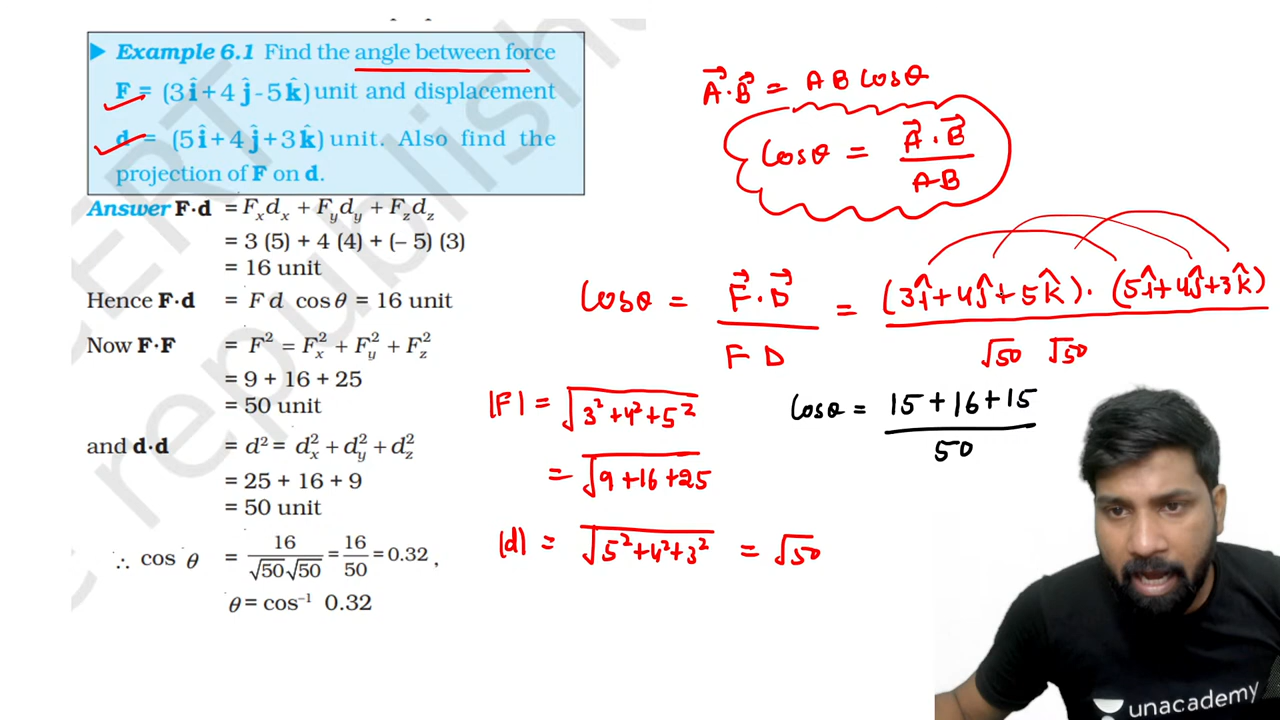 ▶ Example 6.1 Find the angle between force
F = (3î + 4ĵ - 5k̂) unit and displacement
d = (5î + 4ĵ + 3k̂) unit. Also find the
projection of F on d.
Answer F·d = F_x d_x + F_y d_y + F_z d_z
= 3 (5) + 4 (4) + (– 5) (3)
= 16 unit
Hence F·d = F d cos θ = 16 unit
Now F·F = F² = F_x² + F_y² + F_z²
= 9 + 16 + 25
= 50 unit
and d·d = d² = d_x² + d_y² + d_z²
= 25 + 16 + 9
= 50 unit
∴ cos θ = 16/√50√50 = 16/50 = 0.32 ,
θ = cos⁻¹ 0.32
A⃗·B⃗ = AB cosθ
cosθ = A⃗·B⃗/AB
cosθ = F⃗·D⃗/FD = (3î+4ĵ+5k̂)·(5î+4ĵ+3k̂)/√50 √50
|F| = √3²+4²+5²
= √9+16+25
|d| = √5²+4²+3² = √50
cosθ = 15+16+15/50
unacademy